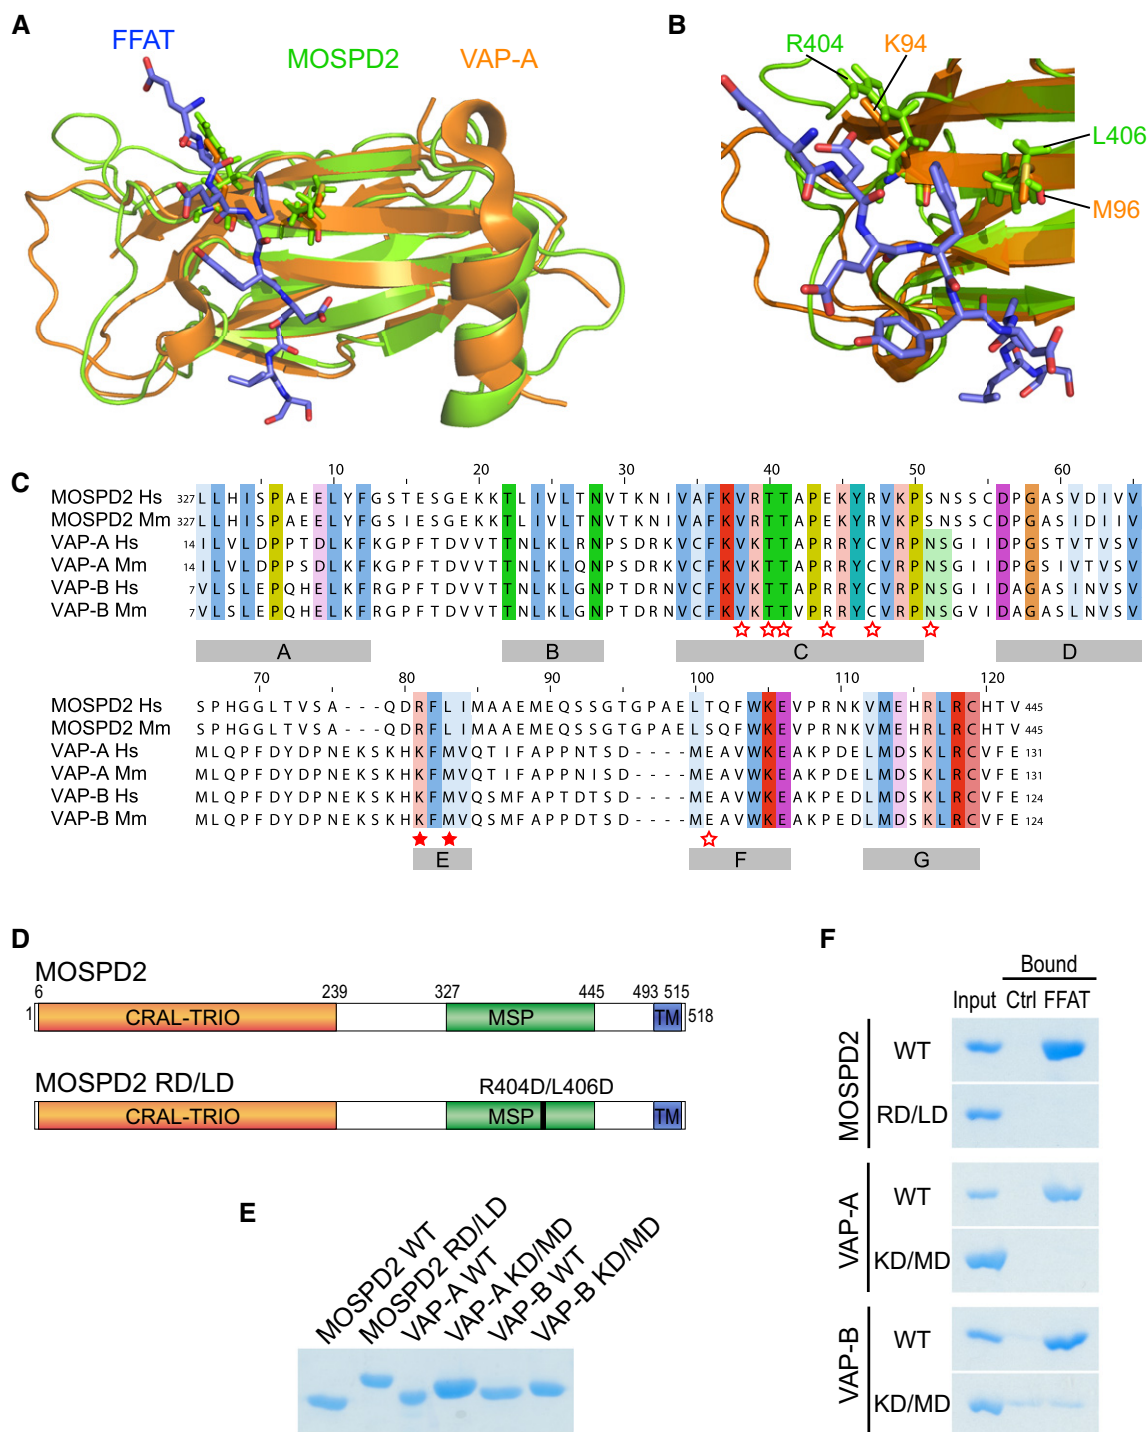 A
FFAT
MOSPD2
VAP-A
B
R404
K94
L406
M96
C
10 20 30 40 50 60
MOSPD2 Hs 327 L L H I S P A E E L Y F G S T E S G E K K T L I V L T N V T K N I V A F K V R T T A P E K Y R V K P S N S S C D P G A S V D I V V
MOSPD2 Mm 327 L L H I S P A E E L Y F G S I E S G E K K T L I V L T N V T K N I V A F K V R T T A P E K Y R V K P S N S S C D P G A S I D I I V
VAP-A Hs 14 I L V L D P P T D L K F K G P F T D V V T T N L K L R N P S D R K V C F K V K T T A P R R Y C V R P N S G I I D P G S T V T V S V
VAP-A Mm 14 I L V L D P P S D L K F K G P F T D V V T T N L K L Q N P S D R K V C F K V K T T A P R R Y C V R P N S G I I D P G S I V T V S V
VAP-B Hs 7 V L S L E P Q H E L K F R G P F T D V V T T N L K L G N P T D R N V C F K V K T T A P R R Y C V R P N S G I I D A G A S I N V S V
VAP-B Mm 7 V L S L E P Q H E L K F R G P F T D V V T T N L K L G N P T D R N V C F K V K T T V P R R Y C V R P N S G V I D A G A S L N V S V
A B C D
70 80 90 100 110 120
MOSPD2 Hs S P H G G L T V S A - - - Q D R F L I M A A E M E Q S S G T G P A E L T Q F W K E V P R N K V M E H R L R C H T V 445
MOSPD2 Mm S P H G G L T V S A - - - Q D R F L I M A A E M E Q S S G T G P A E L S Q F W K E V P R N K V M E H R L R C H T V 445
VAP-A Hs M L Q P F D Y D P N E K S K H K F M V Q T I F A P P N T S D - - - - M E A V W K E A K P D E L M D S K L R C V F E 131
VAP-A Mm M L Q P F D Y D P N E K S K H K F M V Q T I F A P P N I S D - - - - M E A V W K E A K P D E L M D S K L R C V F E 131
VAP-B Hs M L Q P F D Y D P N E K S K H K F M V Q S M F A P T D T S D - - - - M E A V W K E A K P E D L M D S K L R C V F E 124
VAP-B Mm M L Q P F D Y D P N E K S K H K F M V Q S M F A P P D T S D - - - - M E A V W K E A K P E D L M D S K L R C V F E 124
E F G
D
MOSPD2
6 239 327 445 493 515
1 CRAL-TRIO MSP TM 518
MOSPD2 RD/LD
R404D/L406D
CRAL-TRIO MSP TM
E
MOSPD2 WT
MOSPD2 RD/LD
VAP-A WT
VAP-A KD/MD
VAP-B WT
VAP-B KD/MD
F
Bound
Input Ctrl FFAT
MOSPD2
WT
RD/LD
VAP-A
WT
KD/MD
VAP-B
WT
KD/MD